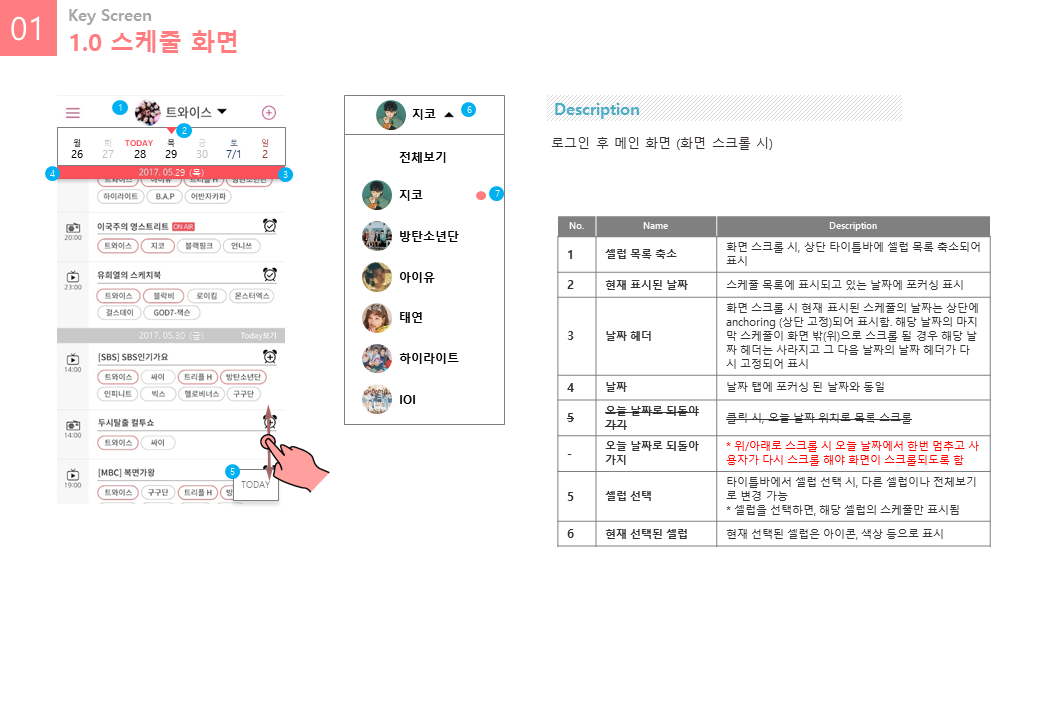 01
Key Screen
1.0 스케줄 화면
1
트와이스
2
월 화 TODAY 목 금 토 일
26 27 28 29 30 7/1 2
4
2017. 05.29 (목)
3
트와이스 아이유 트리플 H 방탄소년단
하이라이트 B.A.P 어반자카파
이국주의 영스트리트 ON AIR
20:00
트와이스 지코 블랙핑크 언니쓰
유희열의 스케치북
23:00
트와이스 블락비 로이킴 몬스터엑스
걸스데이 GOD7-잭슨
2017. 05.30 (금) Today보기
[SBS] SBS인기가요
14:00
트와이스 싸이 트리플 H 방탄소년단
인피니트 빅스 헬로비너스 구구단
두시탈출 컬투쇼
14:00
트와이스 싸이
[MBC] 복면가왕
19:00
트와이스 구구단 트리플 H 방
5
TODAY
지코
6
전체보기
지코
7
방탄소년단
아이유
태연
하이라이트
IOI
Description
로그인 후 메인 화면 (화면 스크롤 시)
No. Name Description
1 셀럽 목록 축소 화면 스크롤 시, 상단 타이틀바에 셀럽 목록 축소되어
표시
2 현재 표시된 날짜 스케줄 목록에 표시되고 있는 날짜에 포커싱 표시
3 날짜 헤더 화면 스크롤 시 현재 표시된 스케줄의 날짜는 상단에
anchoring (상단 고정)되어 표시함. 해당 날짜의 마지
막 스케줄이 화면 밖(위)으로 스크롤 될 경우 해당 날
짜 헤더는 사라지고 그 다음 날짜의 날짜 헤더가 다
시 고정되어 표시
4 날짜 날짜 탭에 포커싱 된 날짜와 동일
5 오늘 날짜로 되돌아
가기 클릭 시, 오늘 날짜 위치로 목록 스크롤
- 오늘 날짜로 되돌아
가지 * 위/아래로 스크롤 시 오늘 날짜에서 한번 멈추고 사
용자가 다시 스크롤 해야 화면이 스크롤되도록 함
5 셀럽 선택 타이틀바에서 셀럽 선택 시, 다른 셀럽이나 전체보기
로 변경 가능
* 셀럽을 선택하면, 해당 셀럽의 스케줄만 표시됨
6 현재 선택된 셀럽 현재 선택된 셀럽은 아이콘, 색상 등으로 표시